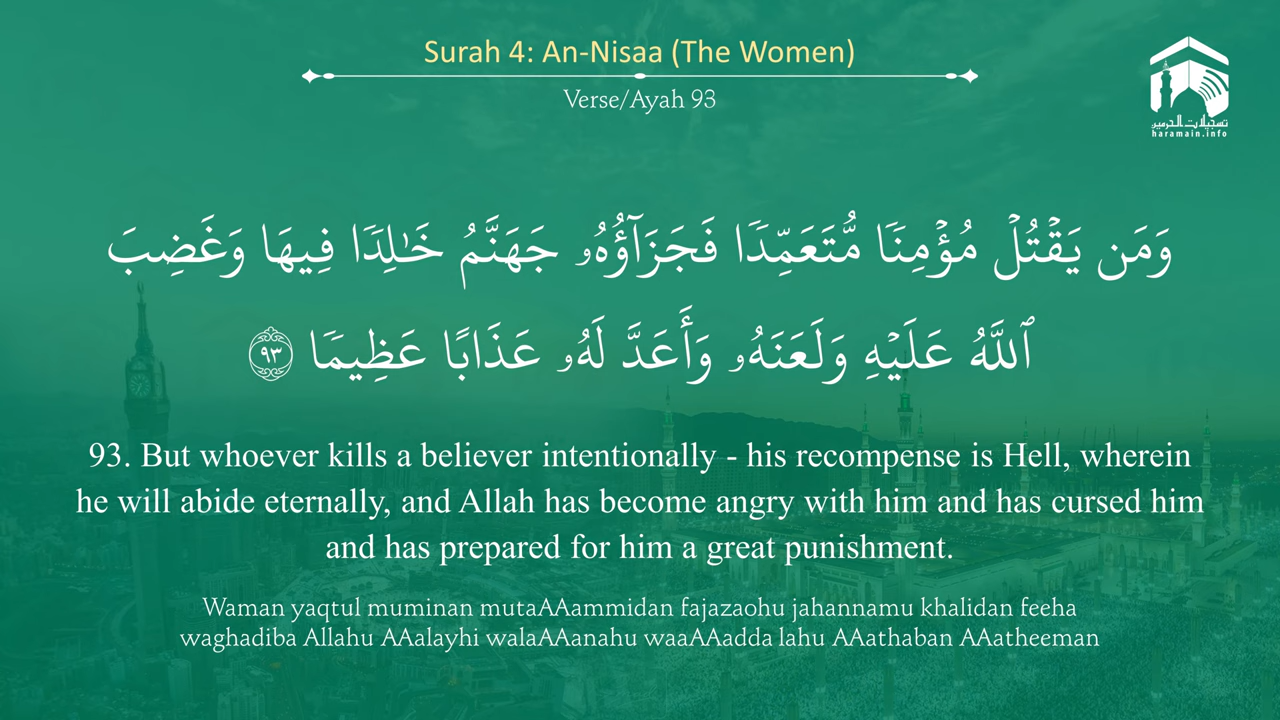 Surah 4: An-Nisaa (The Women)
Verse/Ayah 93
تسجيلات الحرمين
haramain.info
وَمَن يَقۡتُلۡ مُؤۡمِنٗا مُّتَعَمِّدٗا فَجَزَآؤُهُۥ جَهَنَّمُ خَٰلِدٗا فِيهَا وَغَضِبَ
ٱللَّهُ عَلَيۡهِ وَلَعَنَهُۥ وَأَعَدَّ لَهُۥ عَذَابًا عَظِيمٗا ٩٣
93. But whoever kills a believer intentionally - his recompense is Hell, wherein
he will abide eternally, and Allah has become angry with him and has cursed him
and has prepared for him a great punishment.
Waman yaqtul muminan mutaAAammidan fajazaohu jahannamu khalidan feeha
waghadiba Allahu AAalayhi walaAAanahu waaAAadda lahu AAathaban AAatheeman